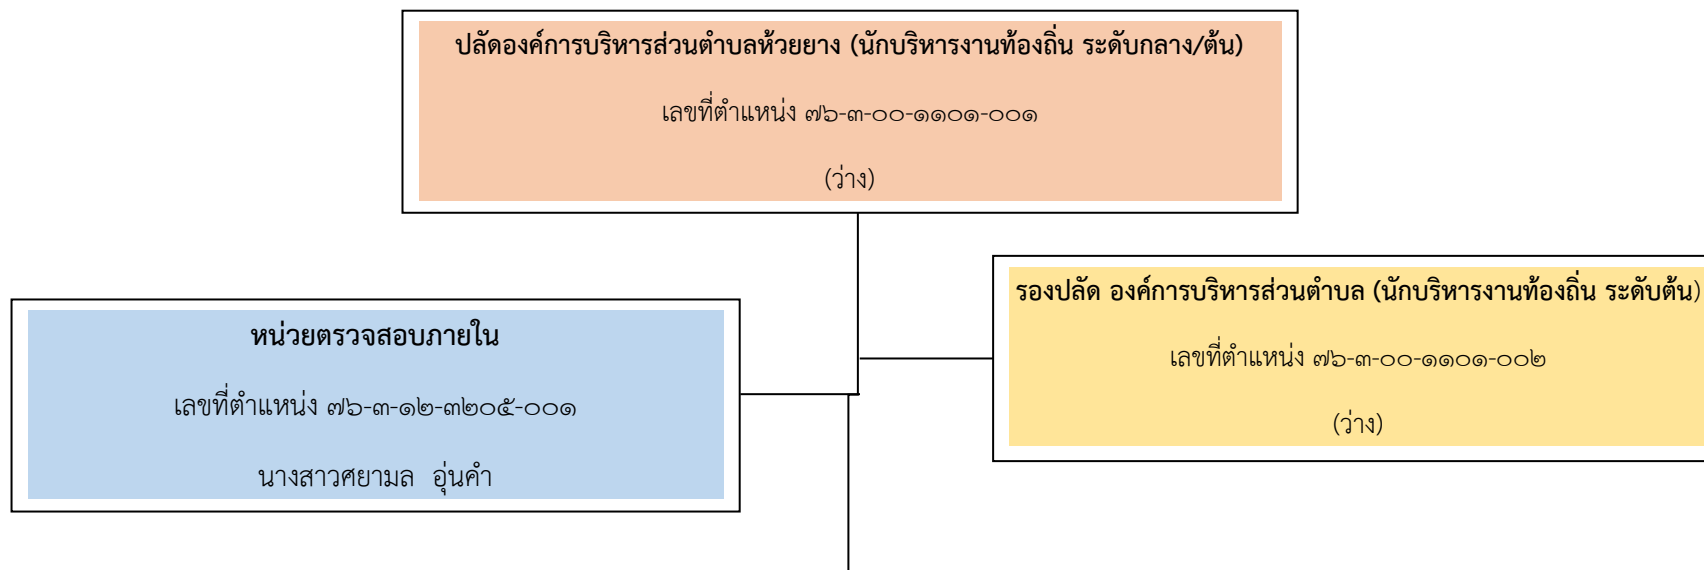 ปลัดองค์การบริหารส่วนตำบลห้วยยาง (นักบริหารงานท้องถิ่น ระดับกลาง/ต้น)
เลขที่ตำแหน่ง ๗๖-๓-๐๐-๑๑๐๑-๐๐๑
(ว่าง)
รองปลัด องค์การบริหารส่วนตำบล (นักบริหารงานท้องถิ่น ระดับต้น)
เลขที่ตำแหน่ง ๗๖-๓-๐๐-๑๑๐๑-๐๐๒
(ว่าง)
หน่วยตรวจสอบภายใน
เลขที่ตำแหน่ง ๗๖-๓-๑๒-๓๒๐๕-๐๐๑
นางสาวศยามล  อุ่นคำ